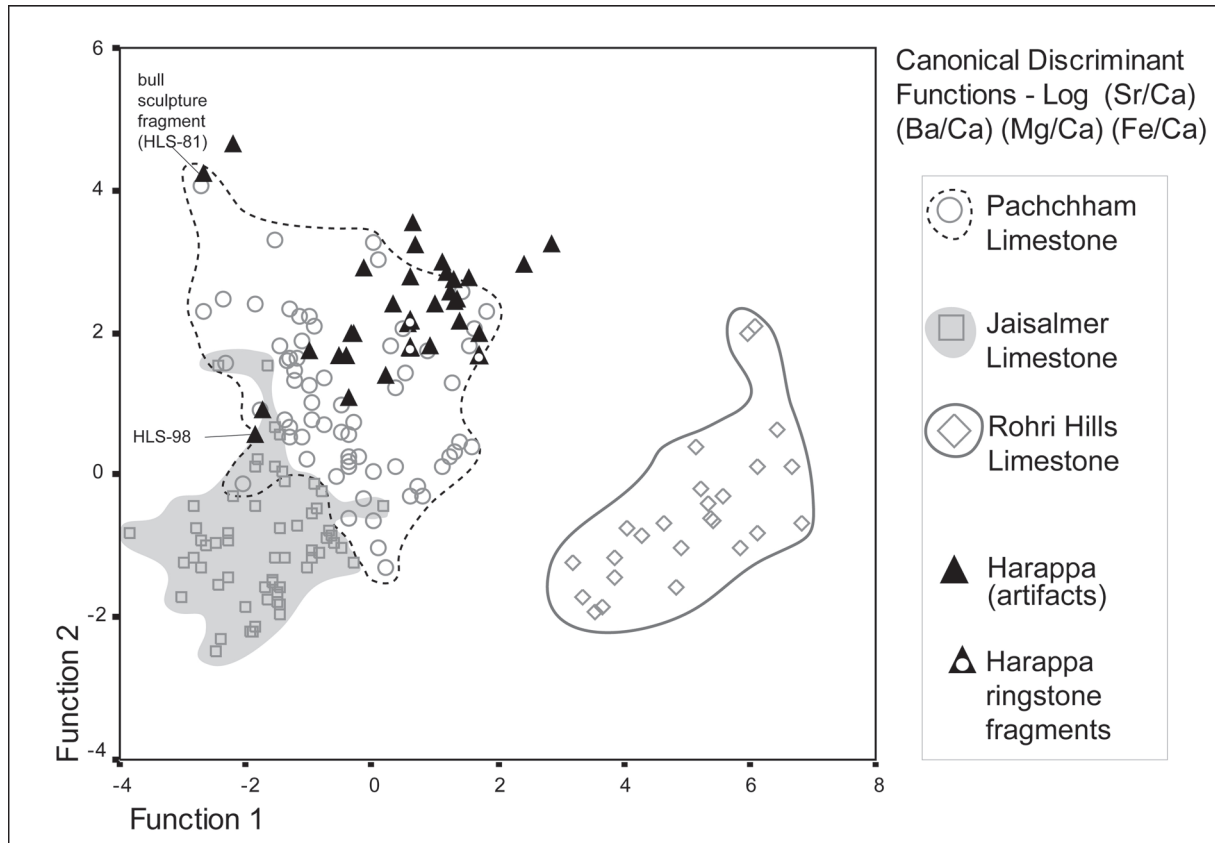 Canonical Discriminant
Functions - Log (Sr/Ca)
(Ba/Ca) (Mg/Ca) (Fe/Ca)
6
4
2
0
-2
-4
Function 2
bull
sculpture
fragment
(HLS-81)
HLS-98
-4
-2
0
2
4
6
8
Function 1
Pachchham
Limestone
Jaisalmer
Limestone
Rohri Hills
Limestone
Harappa
(artifacts)
Harappa
ringstone
fragments